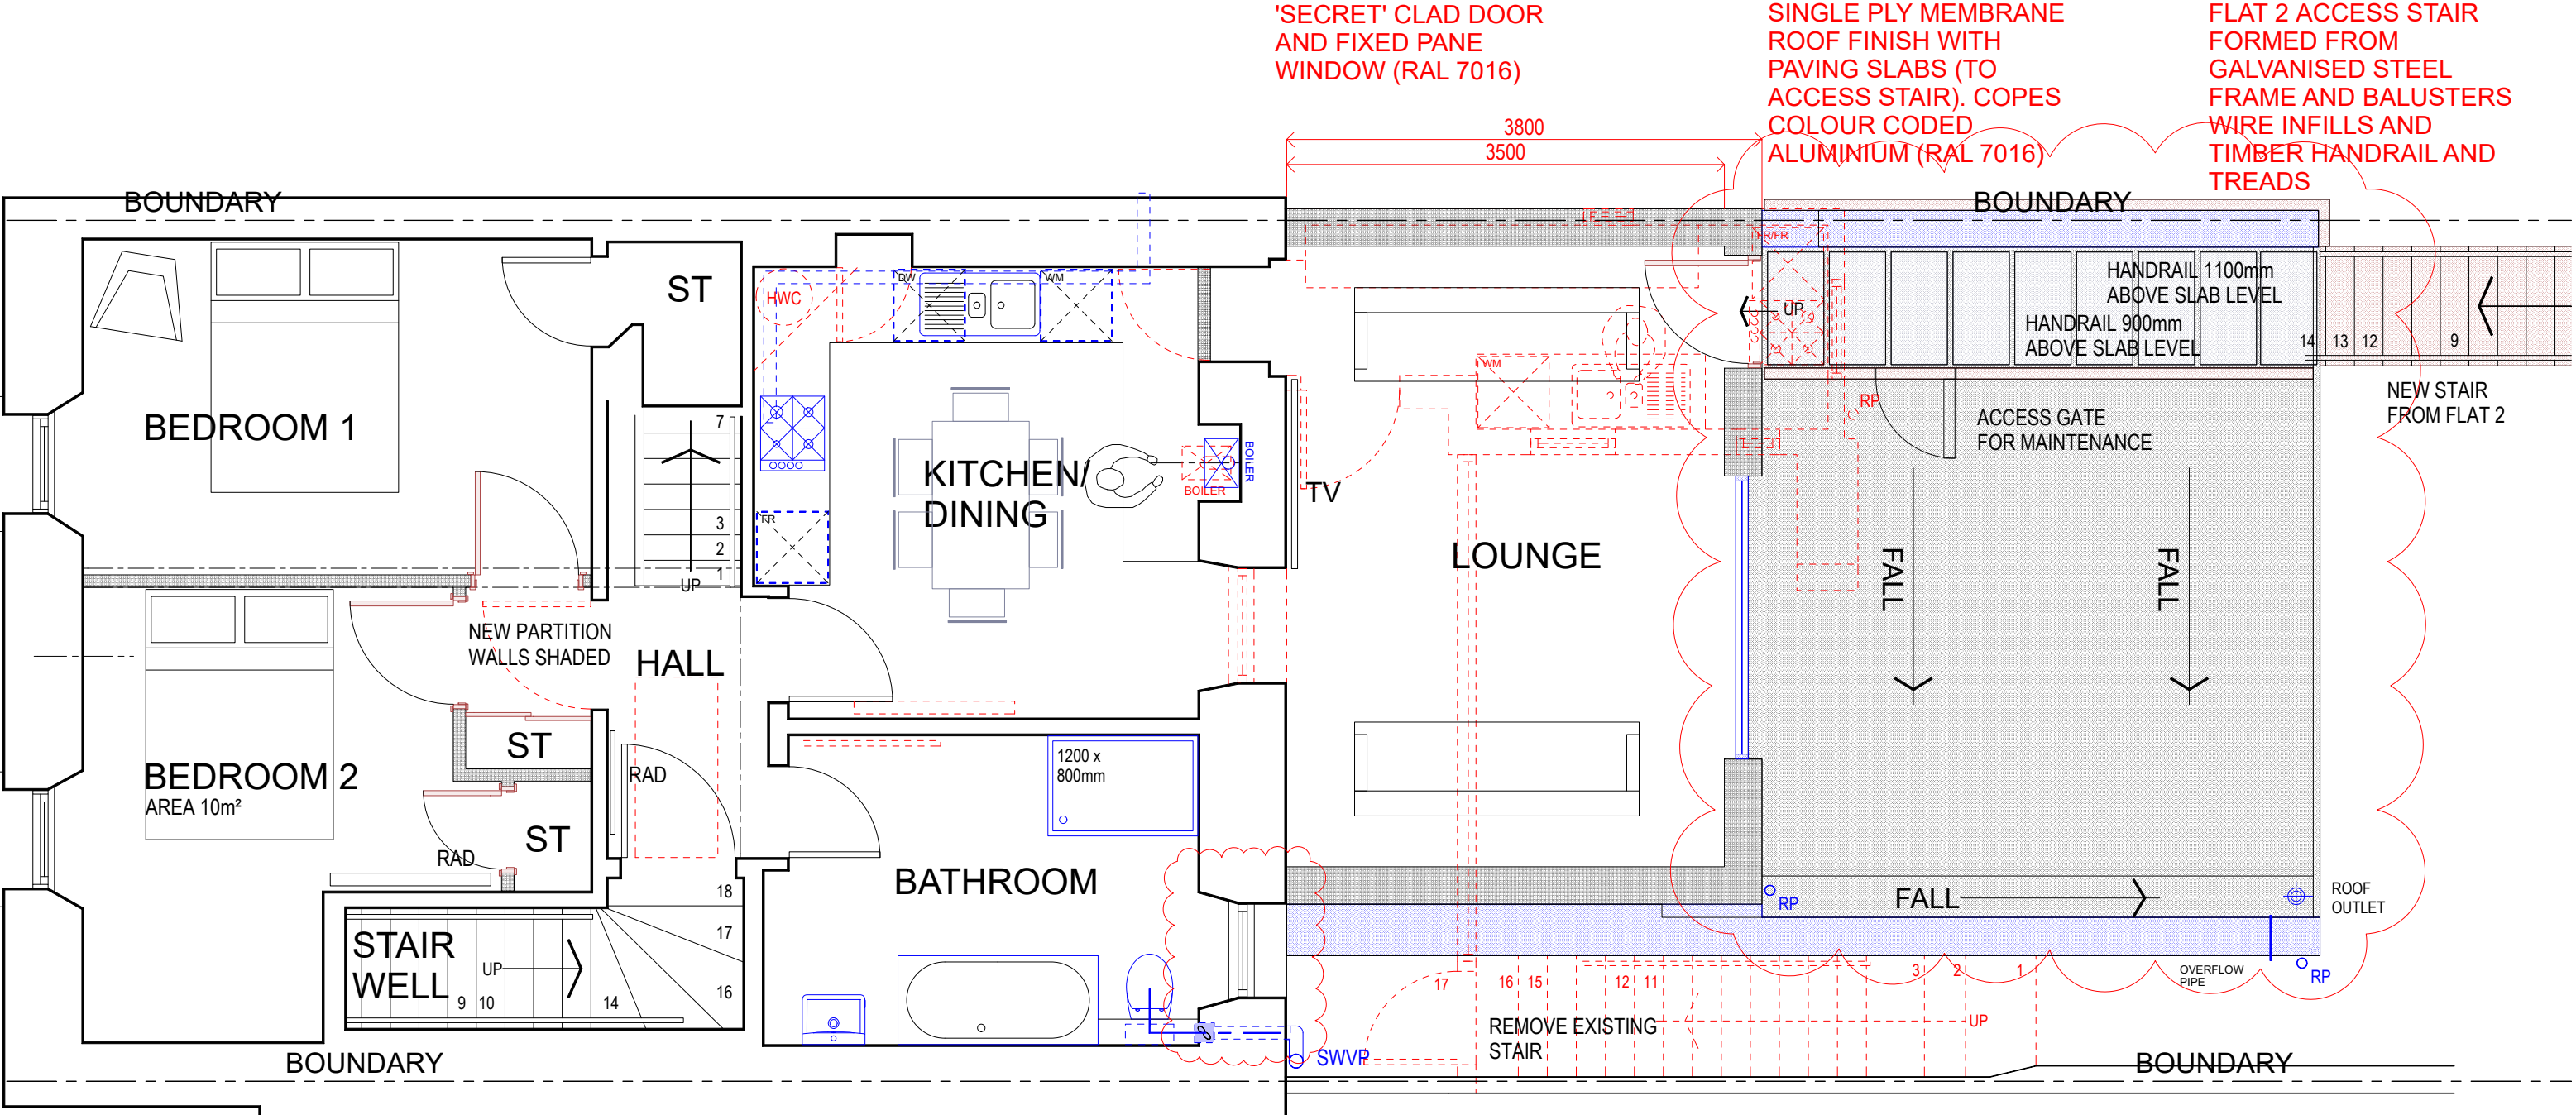 'SECRET' CLAD DOOR
AND FIXED PANE
WINDOW (RAL 7016)
SINGLE PLY MEMBRANE
ROOF FINISH WITH
PAVING SLABS (TO
ACCESS STAIR). COPES
COLOUR CODED
ALUMINIUM (RAL 7016)
FLAT 2 ACCESS STAIR
FORMED FROM
GALVANISED STEEL
FRAME AND BALUSTERS
WIRE INFILLS AND
TIMBER HANDRAIL AND
TREADS
3800
3500
BOUNDARY
BOUNDARY
ST
HWC
DW
WM
FR/FR
UP
HANDRAIL 1100mm
ABOVE SLAB LEVEL
HANDRAIL 900mm
ABOVE SLAB LEVEL
14
13
12
9
NEW STAIR
FROM FLAT 2
BEDROOM 1
7
3
2
1
UP
KITCHEN/
DINING
FR
BOILER
BOILER
TV
WM
RP
ACCESS GATE
FOR MAINTENANCE
LOUNGE
FALL
FALL
NEW PARTITION
WALLS SHADED
HALL
ST
BEDROOM 2
AREA 10m²
RAD
ST
RAD
1200 x
800mm
BATHROOM
18
17
16
14
STAIR
WELL
UP
9
10
RP
FALL
ROOF
OUTLET
OVERFLOW
PIPE
RP
17
16
15
12
11
3
2
1
UP
REMOVE EXISTING
STAIR
SWVP
BOUNDARY
BOUNDARY